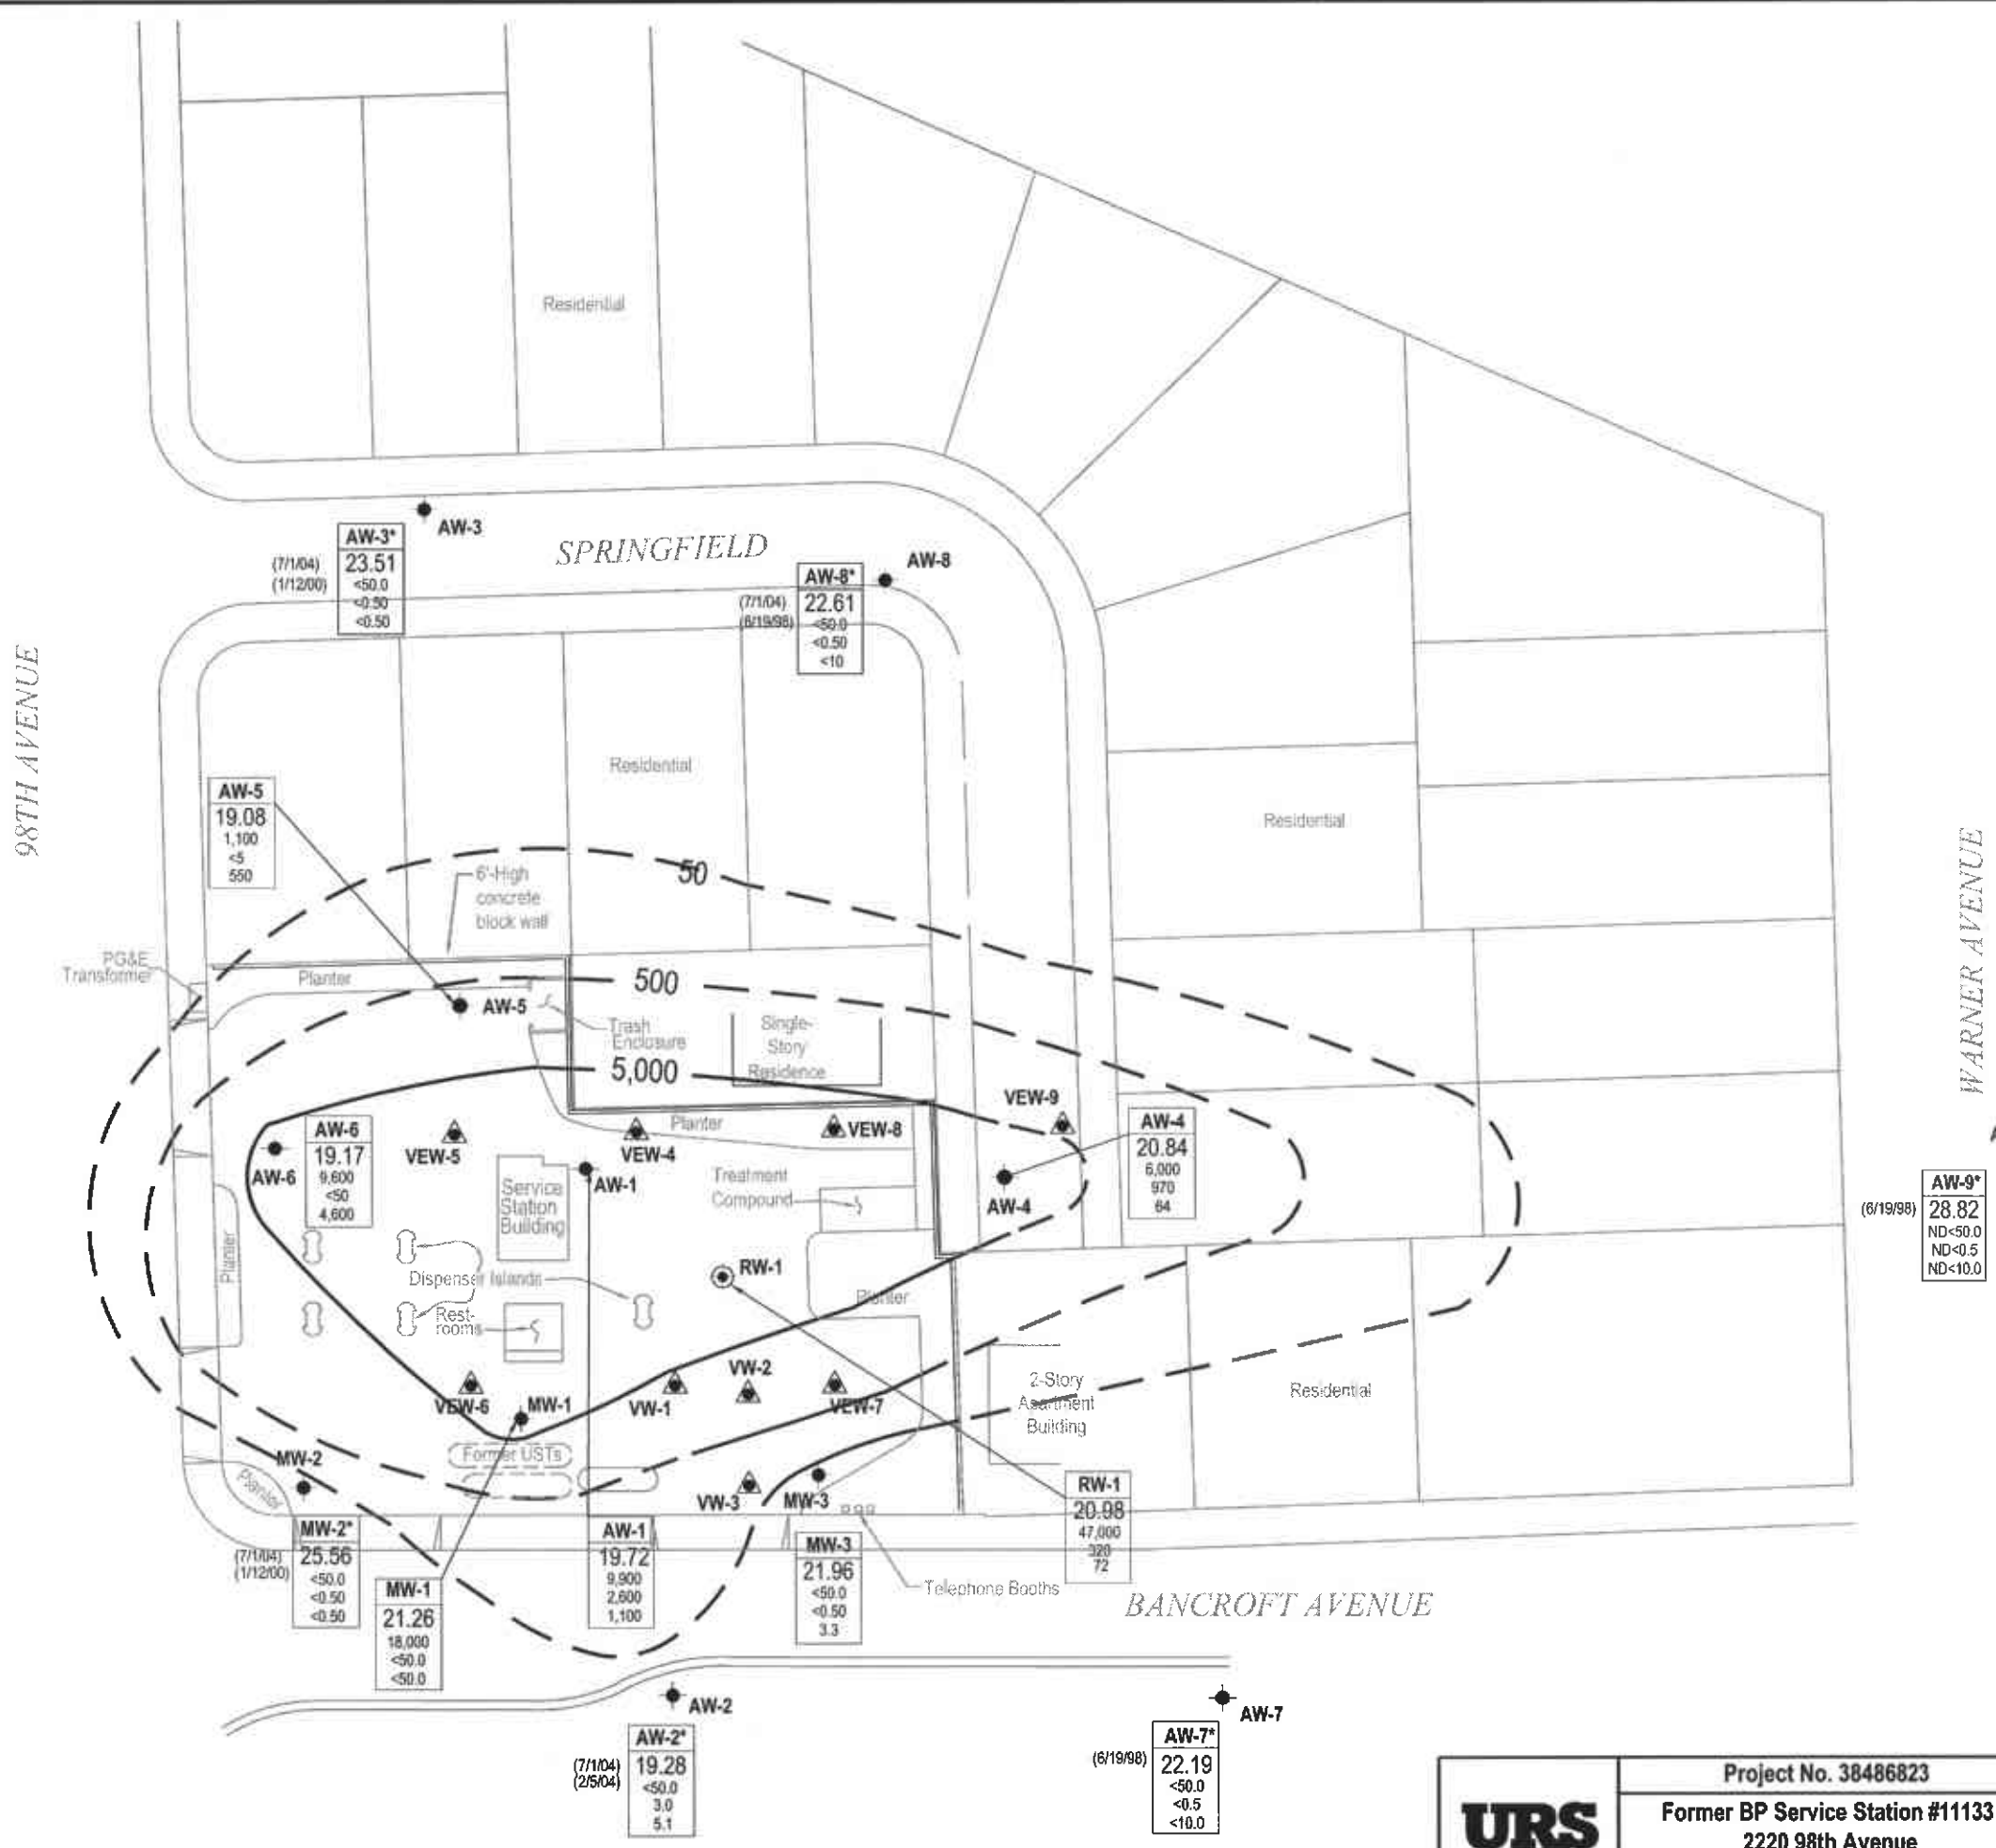 Residential
AW-3
SPRINGFIELD
AW-3*
(7/1/04) 23.51
(1/12/00) <50.0
<0.50
<0.50
AW-8
AW-8*
(7/1/04) 22.61
(6/19/98) <50.0
<0.50
<10
98TH AVENUE
Residential
Residential
WARNER AVENUE
AW-5
19.08
1,100
<5
550
50
6'-High
concrete
block wall
PG&E
Transformer
Planter
500
AW-5
Trash
Enclosure
Single-
Story
Residence
5,000
VEW-9
AW-6
19.17
9,600
<50
4,600
AW-6
VEW-5
VEW-4
Planter
VEW-8
AW-4
20.84
6,000
970
64
AW-4
AW-1
Service
Station
Building
Treatment
Compound
AW-9*
(6/19/98) 28.82
ND<50.0
ND<0.5
ND<10.0
Planter
Dispenser Islands
RW-1
Planter
Rest-
rooms
VEW-6
MW-1
VW-1
VW-2
VEW-7
2-Story
Apartment
Building
Residential
Former USTs
MW-2
Planter
VW-3
MW-3
RW-1
20.98
47,000
320
72
MW-2*
(7/1/04) 25.56
(1/12/00) <50.0
<0.50
<0.50
MW-1
21.26
18,000
<50.0
<50.0
AW-1
19.72
9,900
2,600
1,100
MW-3
21.96
<50.0
<0.50
3.3
Telephone Booths
BANCROFT AVENUE
AW-2
AW-2*
(7/1/04) 19.28
(2/5/04) <50.0
3.0
5.1
AW-7
AW-7*
(6/19/98) 22.19
<50.0
<0.5
<10.0
URS
Project No. 38486823
Former BP Service Station #11133
2220 98th Avenue